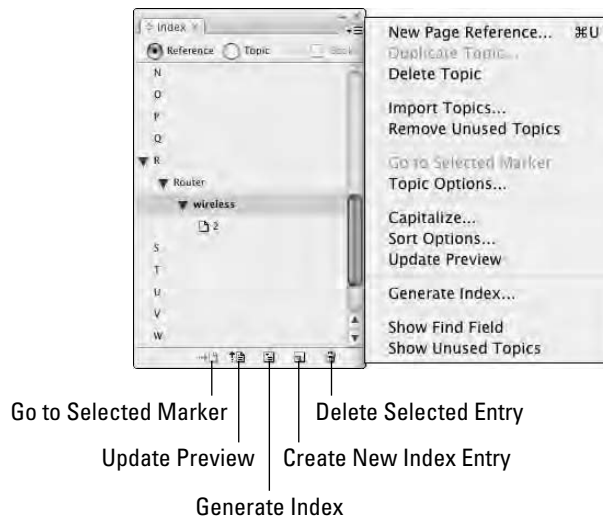 Index x
Reference Topic Book
N
O
P
Q
R
Router
wireless
2
S
T
U
V
W
New Page Reference... ⌘U
Duplicate Topic...
Delete Topic
Import Topics...
Remove Unused Topics
Go to Selected Marker
Topic Options...
Capitalize...
Sort Options...
Update Preview
Generate Index...
Show Find Field
Show Unused Topics
Go to Selected Marker
Delete Selected Entry
Update Preview
Create New Index Entry
Generate Index